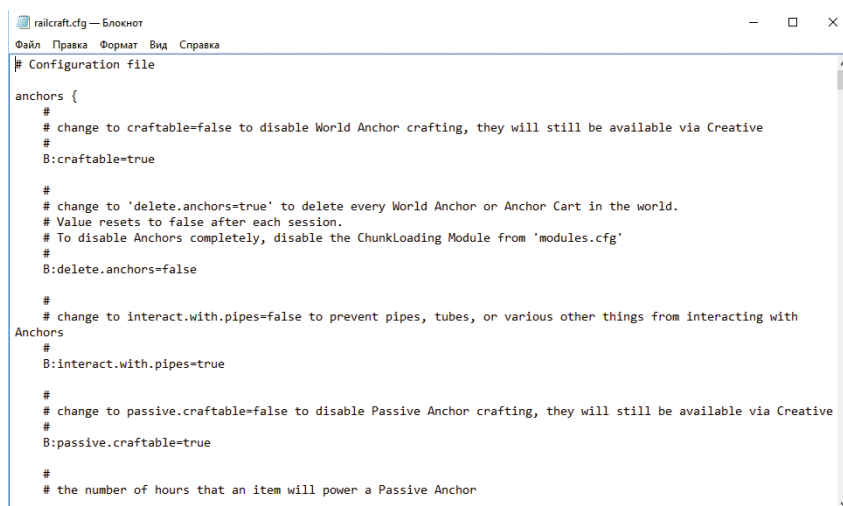 railcraft.cfg — Блокнот
Файл Правка Формат Вид Справка
# Configuration file
anchors {
#
# change to craftable=false to disable World Anchor crafting, they will still be available via Creative
#
B:craftable=true
#
# change to 'delete.anchors=true' to delete every World Anchor or Anchor Cart in the world.
# Value resets to false after each session.
# To disable Anchors completely, disable the ChunkLoading Module from 'modules.cfg'
#
B:delete.anchors=false
#
# change to interact.with.pipes=false to prevent pipes, tubes, or various other things from interacting with
Anchors
#
B:interact.with.pipes=true
#
# change to passive.craftable=false to disable Passive Anchor crafting, they will still be available via Creative
#
B:passive.craftable=true
#
# the number of hours that an item will power a Passive Anchor